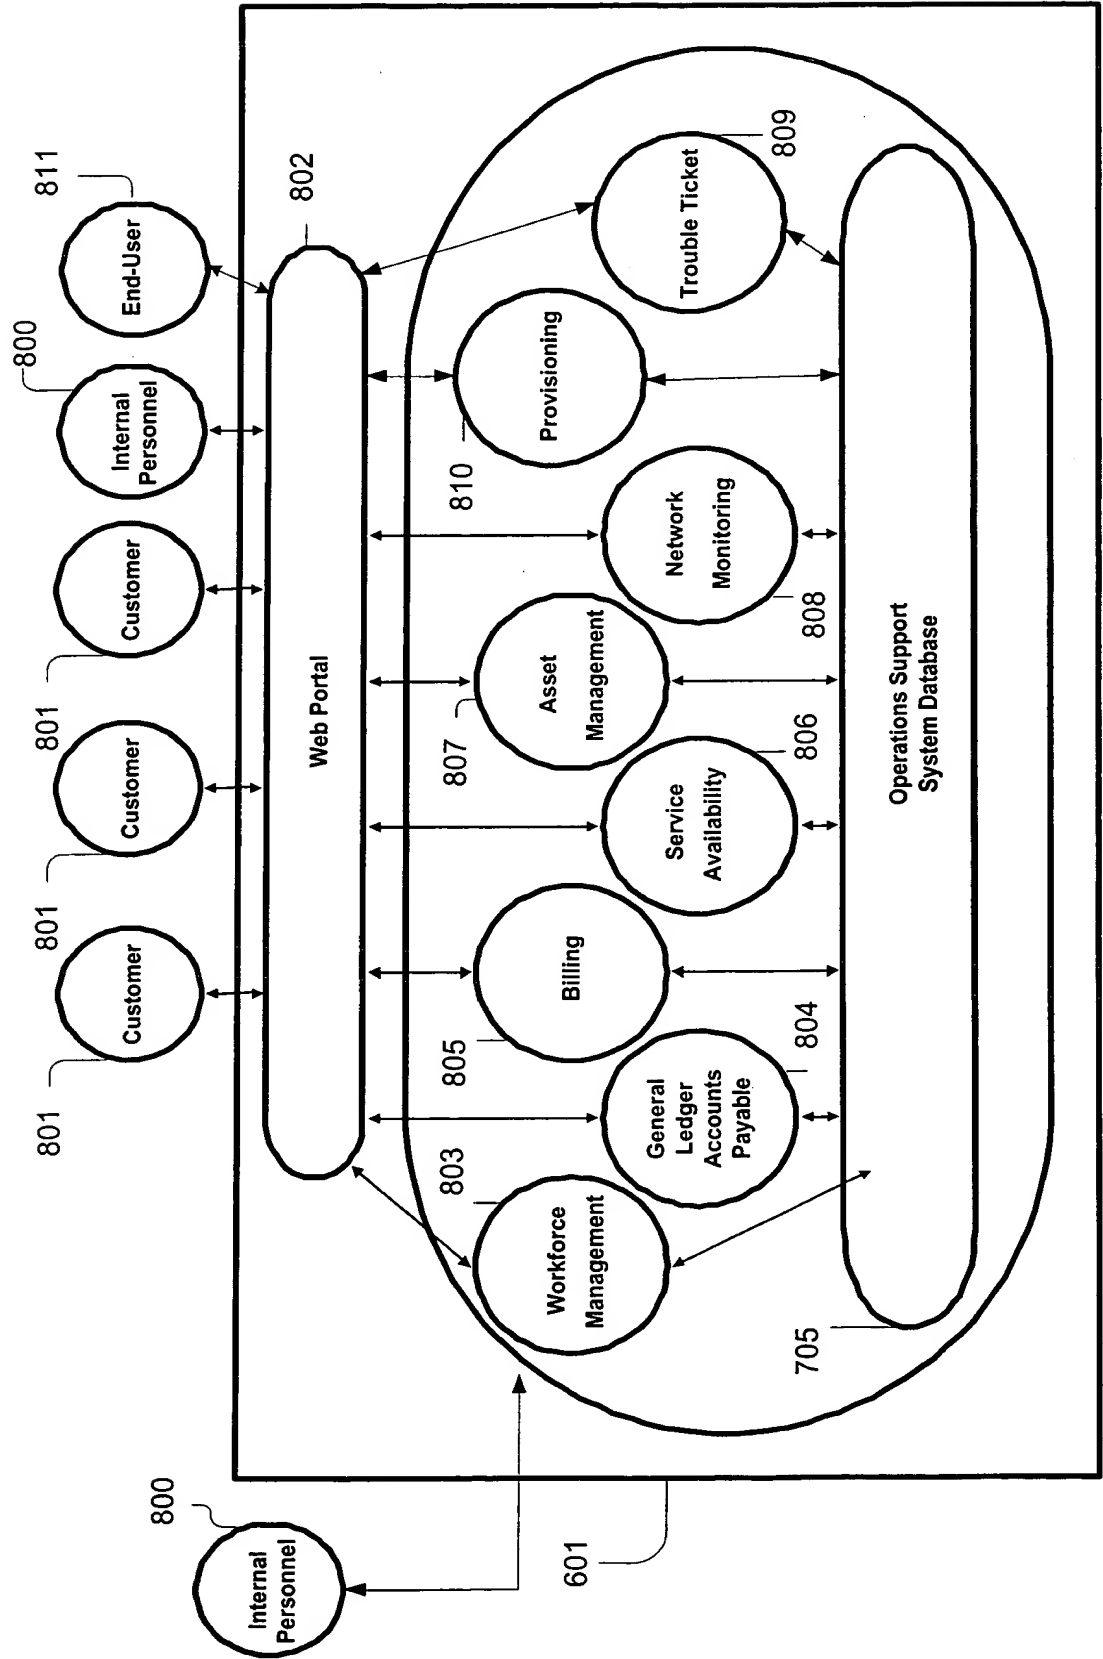 800
Internal
Personnel
601
801
Customer
801
Customer
801
Customer
800
Internal
Personnel
811
End-User
802
Web Portal
803
Workforce
Management
804
General
Ledger
Accounts
Payable
805
Billing
806
Service
Availability
807
Asset
Management
808
Network
Monitoring
810
Provisioning
809
Trouble Ticket
705
Operations Support
System Database